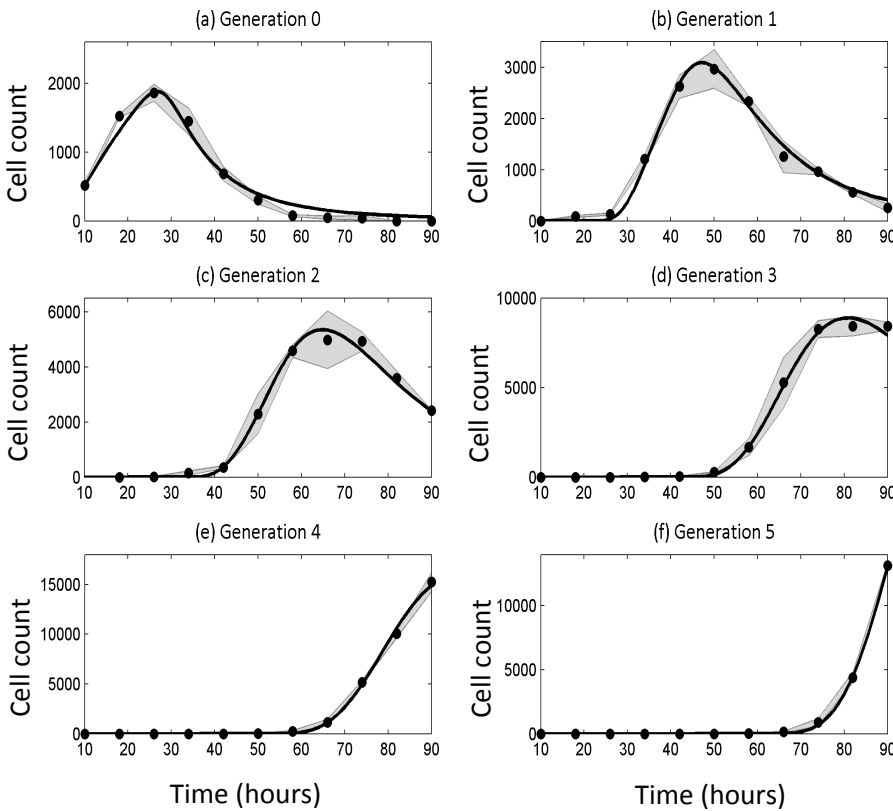 (a) Generation 0
Cell count
2000
1000
0
10 20 30 40 50 60 70 80 90
(b) Generation 1
Cell count
3000
2000
1000
0
10 20 30 40 50 60 70 80 90
(c) Generation 2
Cell count
6000
4000
2000
0
10 20 30 40 50 60 70 80 90
(d) Generation 3
Cell count
10000
5000
0
10 20 30 40 50 60 70 80 90
(e) Generation 4
Cell count
15000
10000
5000
0
10 20 30 40 50 60 70 80 90
Time (hours)
(f) Generation 5
Cell count
10000
5000
0
10 20 30 40 50 60 70 80 90
Time (hours)